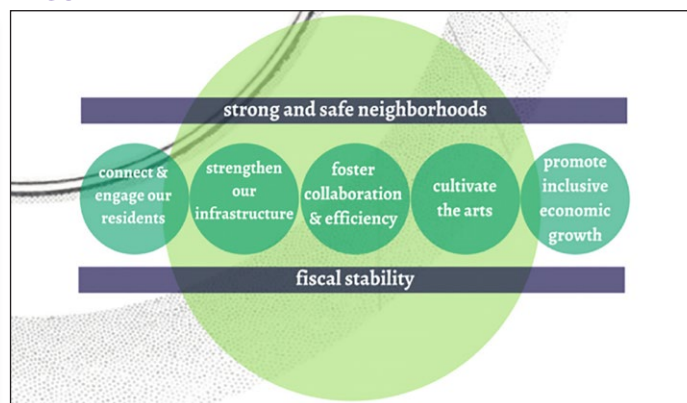 strong and safe neighborhoods
connect &
engage our
residents
strengthen
our
infrastructure
foster
collaboration
& efficiency
cultivate
the arts
promote
inclusive
economic
growth
fiscal stability